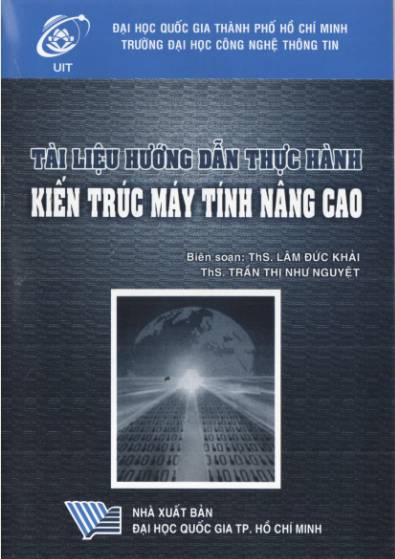 ĐẠI HỌC QUỐC GIA THÀNH PHỐ HỒ CHÍ MINH
TRƯỜNG ĐẠI HỌC CÔNG NGHỆ THÔNG TIN
UIT
TÀI LIỆU HƯỚNG DẪN THỰC HÀNH
KIẾN TRÚC MÁY TÍNH NÂNG CAO
Biên soạn: ThS. LÂM ĐỨC KHẢI
ThS. TRẦN THỊ NHƯ NGUYỆT
NHÀ XUẤT BẢN
ĐẠI HỌC QUỐC GIA TP. HỒ CHÍ MINH